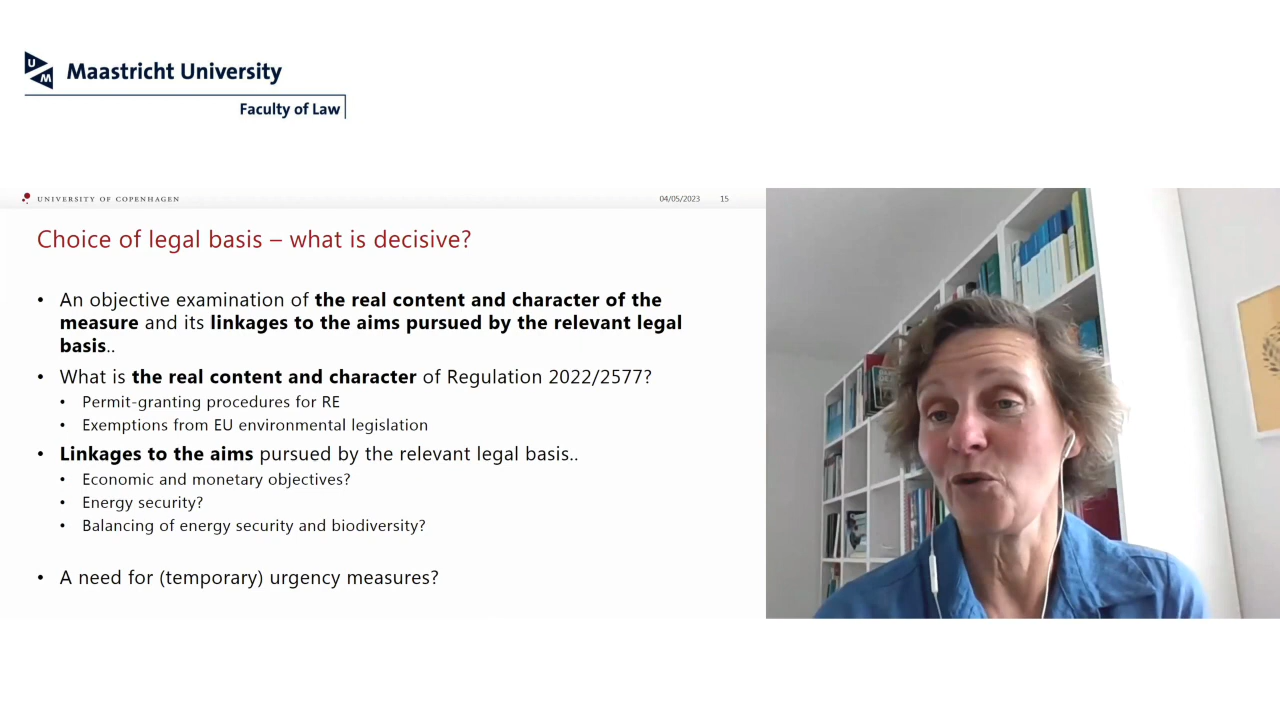 U
M
Maastricht University
Faculty of Law
UNIVERSITY OF COPENHAGEN
04/05/2023 15
Choice of legal basis – what is decisive?
• An objective examination of the real content and character of the
measure and its linkages to the aims pursued by the relevant legal
basis..
• What is the real content and character of Regulation 2022/2577?
• Permit-granting procedures for RE
• Exemptions from EU environmental legislation
• Linkages to the aims pursued by the relevant legal basis..
• Economic and monetary objectives?
• Energy security?
• Balancing of energy security and biodiversity?
• A need for (temporary) urgency measures?